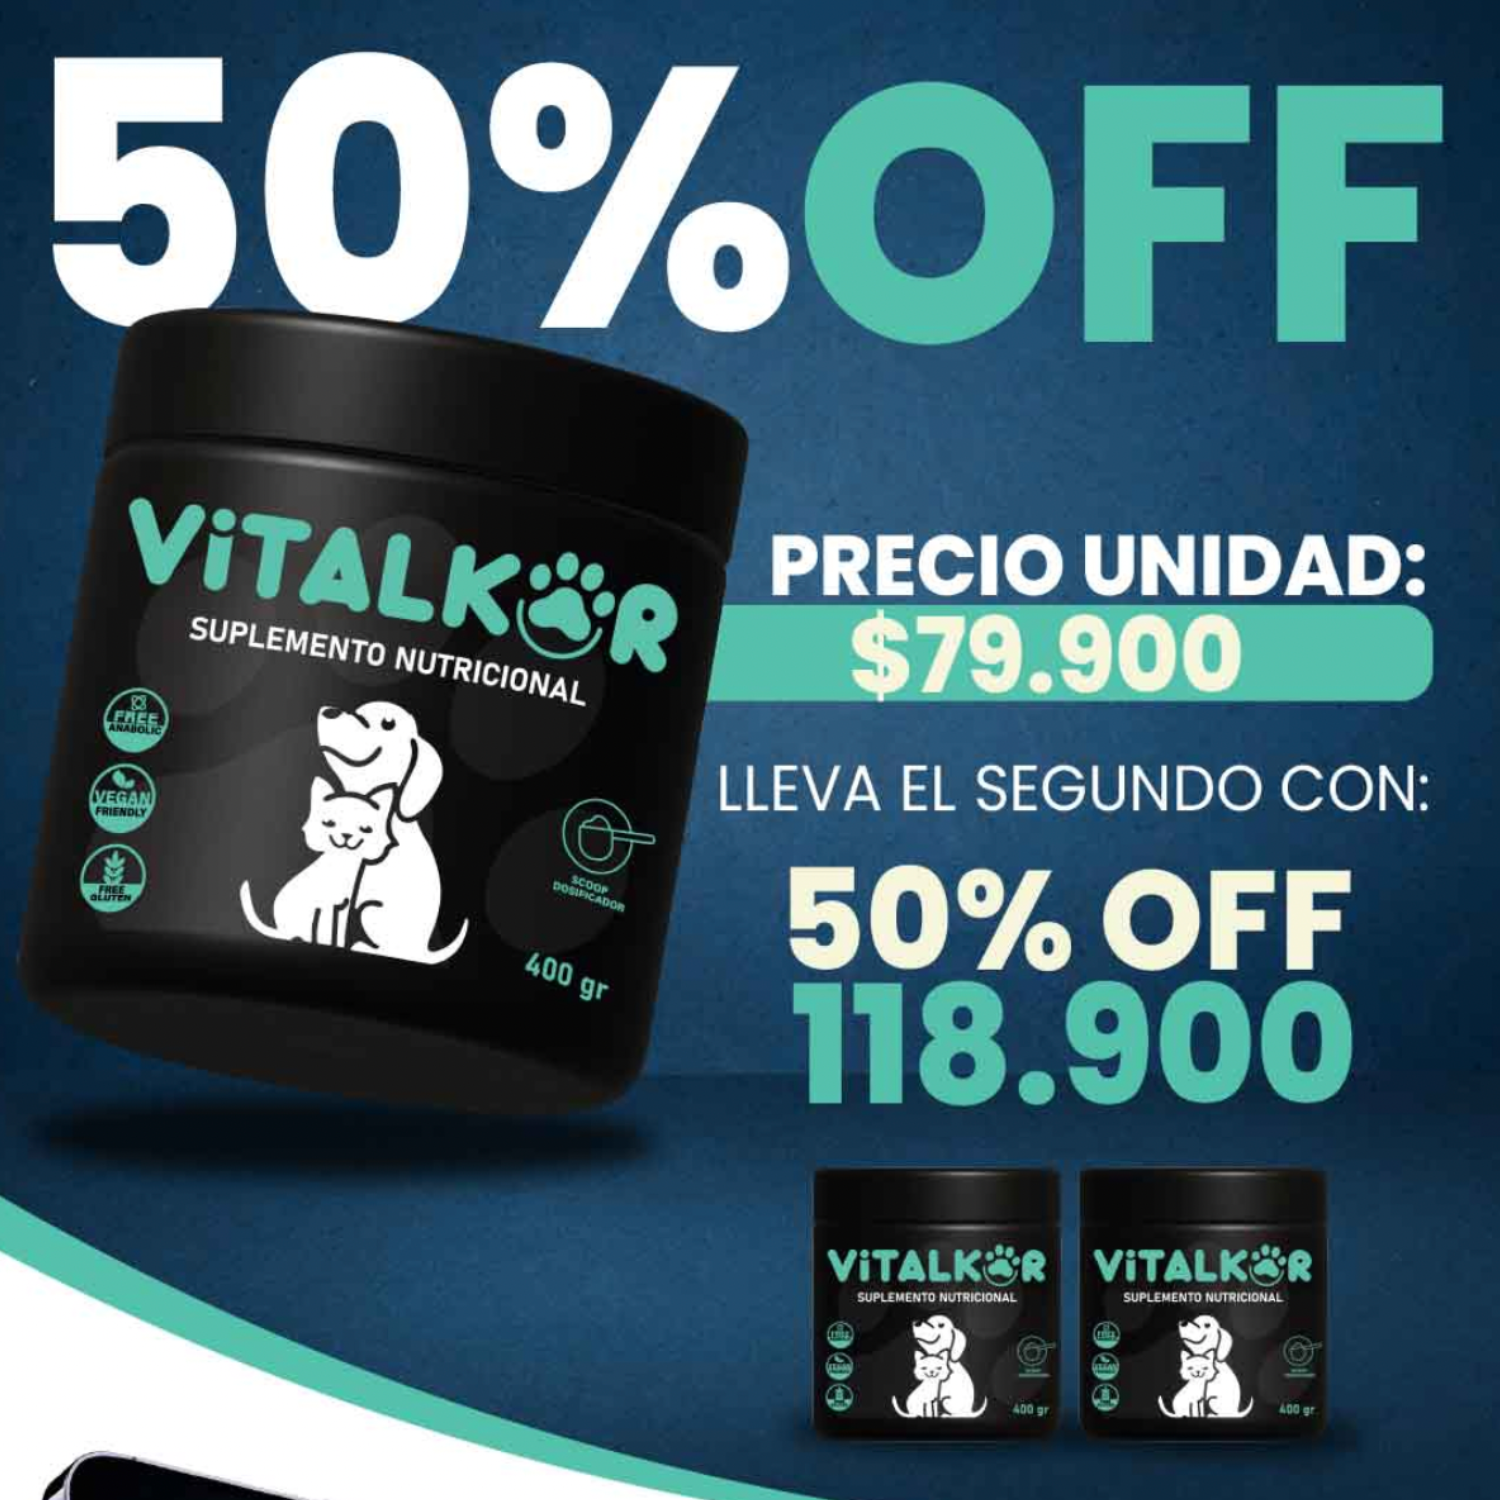 50%OFF
ViTALKOR
SUPLEMENTO NUTRICIONAL
FREE
ANABOLIC
VEGAN
FRIENDLY
FREE
GLUTEN
SCOOP
DOSIFICADOR
400 gr
PRECIO UNIDAD:
$79.900
LLEVA EL SEGUNDO CON:
50% OFF
118.900
ViTALKOR
SUPLEMENTO NUTRICIONAL
400 gr
ViTALKOR
SUPLEMENTO NUTRICIONAL
400 gr